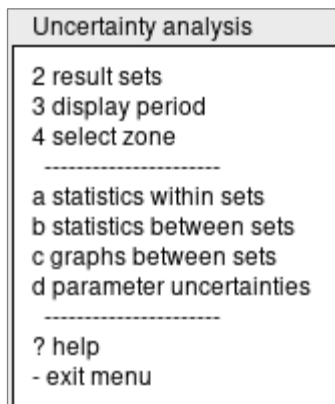 Uncertainty analysis
2 result sets
3 display period
4 select zone
----------------------
a statistics within sets
b statistics between sets
c graphs between sets
d parameter uncertainties
----------------------
? help
- exit menu